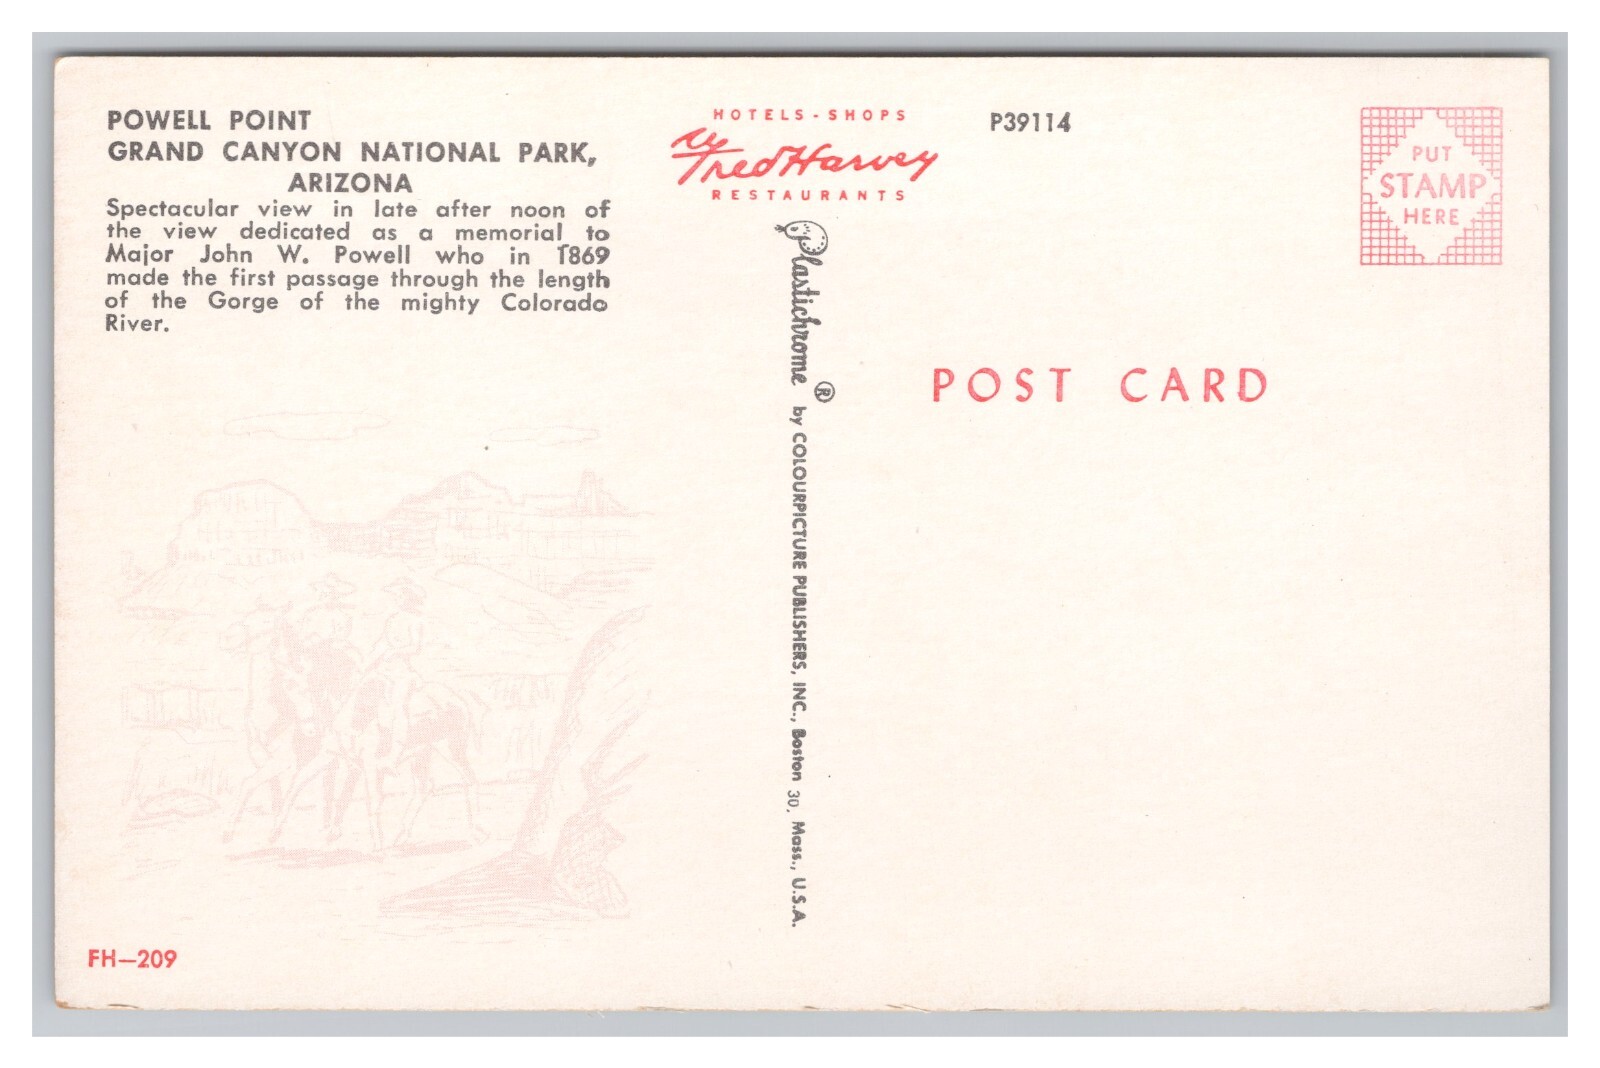 POWELL POINT
GRAND CANYON NATIONAL PARK,
ARIZONA
Spectacular view in late after noon of
the view dedicated as a memorial to
Major John W. Powell who in 1869
made the first passage through the length
of the Gorge of the mighty Colorado
River.
FH—209
HOTELS - SHOPS
Fred Harvey
RESTAURANTS
Plastichrome ® by COLOURPICTURE PUBLISHERS, INC., Boston 30, Mass., U.S.A.
P39114
PUT
STAMP
HERE
POST CARD